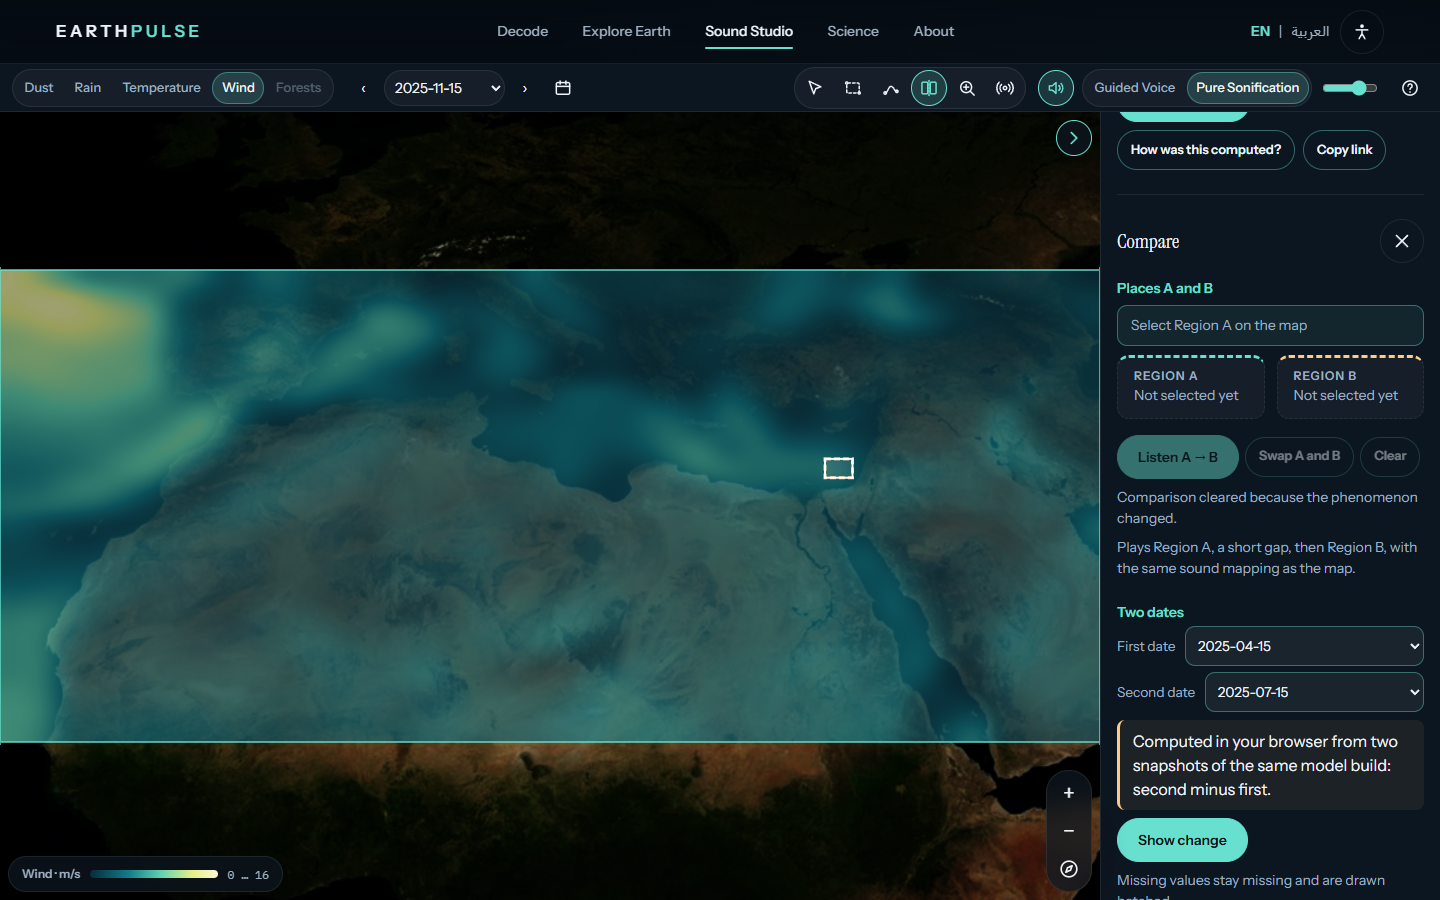 EARTHPULSE
Decode
Explore Earth
Sound Studio
Science
About
EN | العربية
Dust
Rain
Temperature
Wind
Forests
‹
2025-11-15
›
Guided Voice
Pure Sonification
How was this computed?
Copy link
Compare
Places A and B
Select Region A on the map
REGION A
Not selected yet
REGION B
Not selected yet
Listen A → B
Swap A and B
Clear
Comparison cleared because the phenomenon
changed.
Plays Region A, a short gap, then Region B, with
the same sound mapping as the map.
Two dates
First date
2025-04-15
Second date
2025-07-15
Computed in your browser from two
snapshots of the same model build:
second minus first.
Show change
Missing values stay missing and are drawn
hatched
Wind · m/s
0 … 16